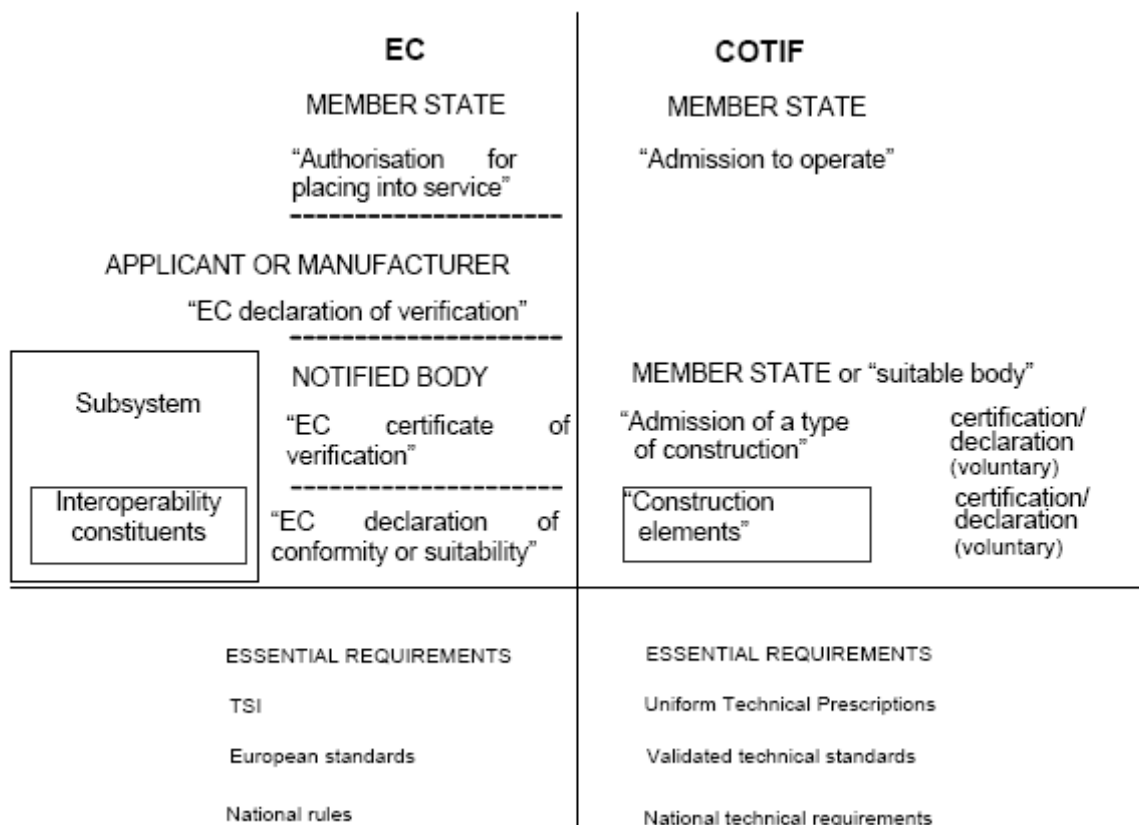 EC
MEMBER STATE
“Authorisation for
placing into service”
APPLICANT OR MANUFACTURER
“EC declaration of verification”
Subsystem
NOTIFIED BODY
“EC certificate of
verification”
Interoperability
constituents
“EC declaration of
conformity or suitability”
COTIF
MEMBER STATE
“Admission to operate”
MEMBER STATE or “suitable body”
“Admission of a type
of construction”
certification/
declaration
(voluntary)
“Construction
elements”
certification/
declaration
(voluntary)
ESSENTIAL REQUIREMENTS
TSI
European standards
National rules
ESSENTIAL REQUIREMENTS
Uniform Technical Prescriptions
Validated technical standards
National technical requirements